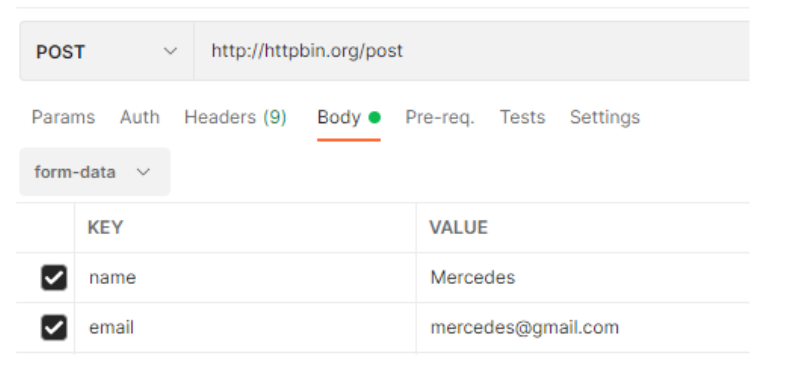 POST http://httpbin.org/post
Params Auth Headers (9) Body Pre-req. Tests Settings
form-data
KEY VALUE
name Mercedes
email mercedes@gmail.com